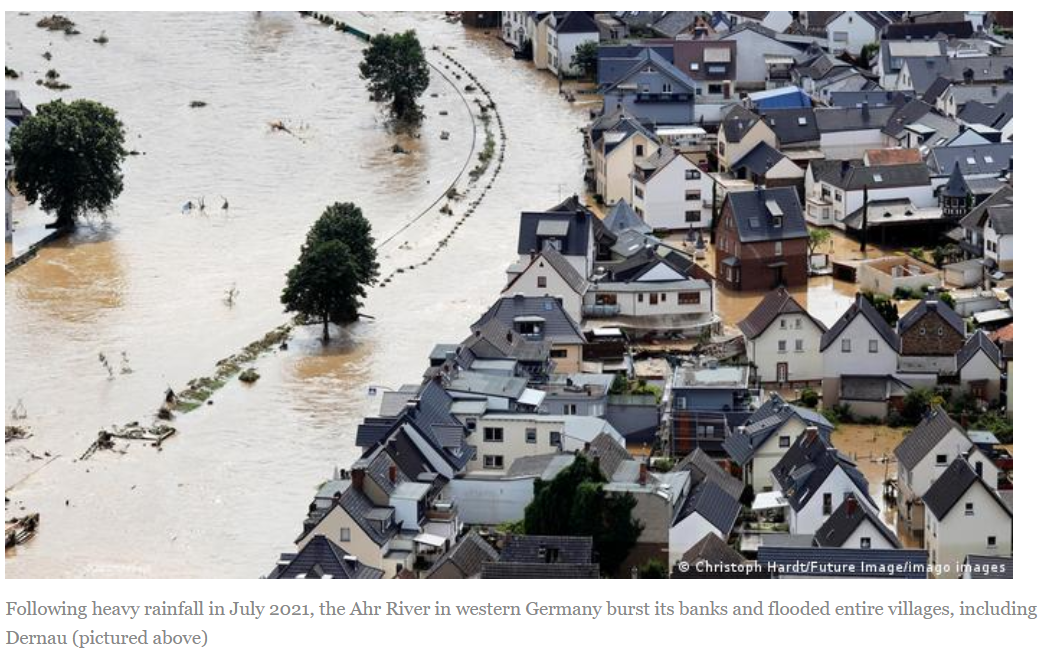 © Christoph Hardt/Future Image/imago images
Following heavy rainfall in July 2021, the Ahr River in western Germany burst its banks and flooded entire villages, including
Dernau (pictured above)